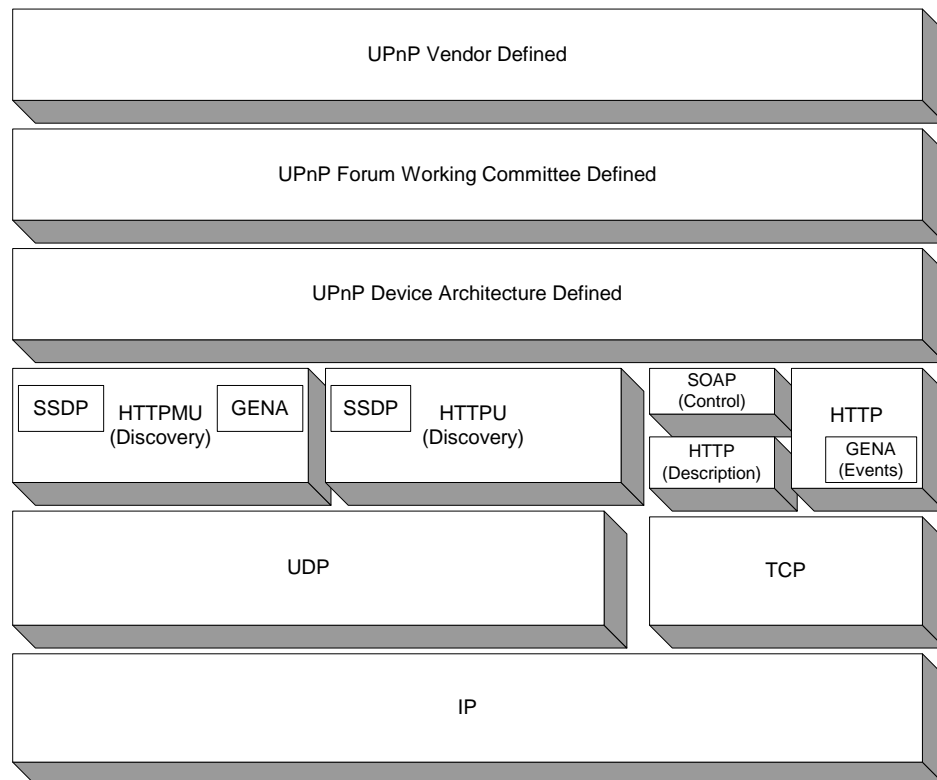 UPnP Vendor Defined
UPnP Forum Working Committee Defined
UPnP Device Architecture Defined
SSDP
HTTPMU
(Discovery)
GENA
SSDP
HTTPU
(Discovery)
SOAP
(Control)
HTTP
(Description)
HTTP
GENA
(Events)
UDP
TCP
IP